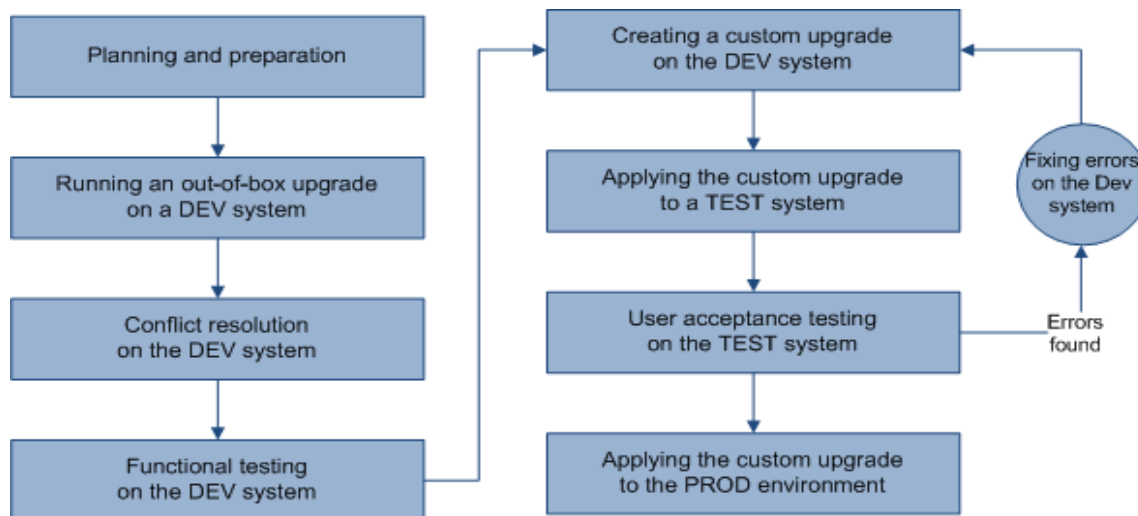 Planning and preparation
Running an out-of-box upgrade
on a DEV system
Conflict resolution
on the DEV system
Functional testing
on the DEV system
Creating a custom upgrade
on the DEV system
Applying the custom upgrade
to a TEST system
User acceptance testing
on the TEST system
Errors
found
Fixing errors
on the Dev
system
Applying the custom upgrade
to the PROD environment